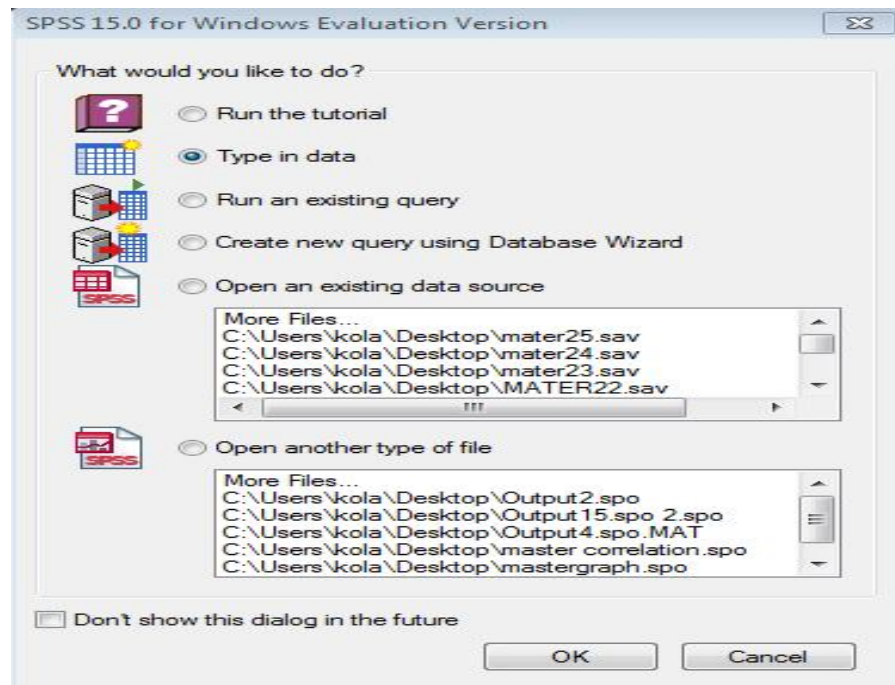 SPSS 15.0 for Windows Evaluation Version
What would you like to do?
?
Run the tutorial
Type in data
Run an existing query
Create new query using Database Wizard
SPSS
Open an existing data source
More Files...
C:\Users\kola\Desktop\mater25.sav
C:\Users\kola\Desktop\mater24.sav
C:\Users\kola\Desktop\mater23.sav
C:\Users\kola\Desktop\MATER22.sav
SPSS
Open another type of file
More Files...
C:\Users\kola\Desktop\Output2.spo
C:\Users\kola\Desktop\Output15.spo 2.spo
C:\Users\kola\Desktop\Output4.spo.MAT
C:\Users\kola\Desktop\master correlation.spo
C:\Users\kola\Desktop\mastergraph.spo
Don't show this dialog in the future
OK Cancel